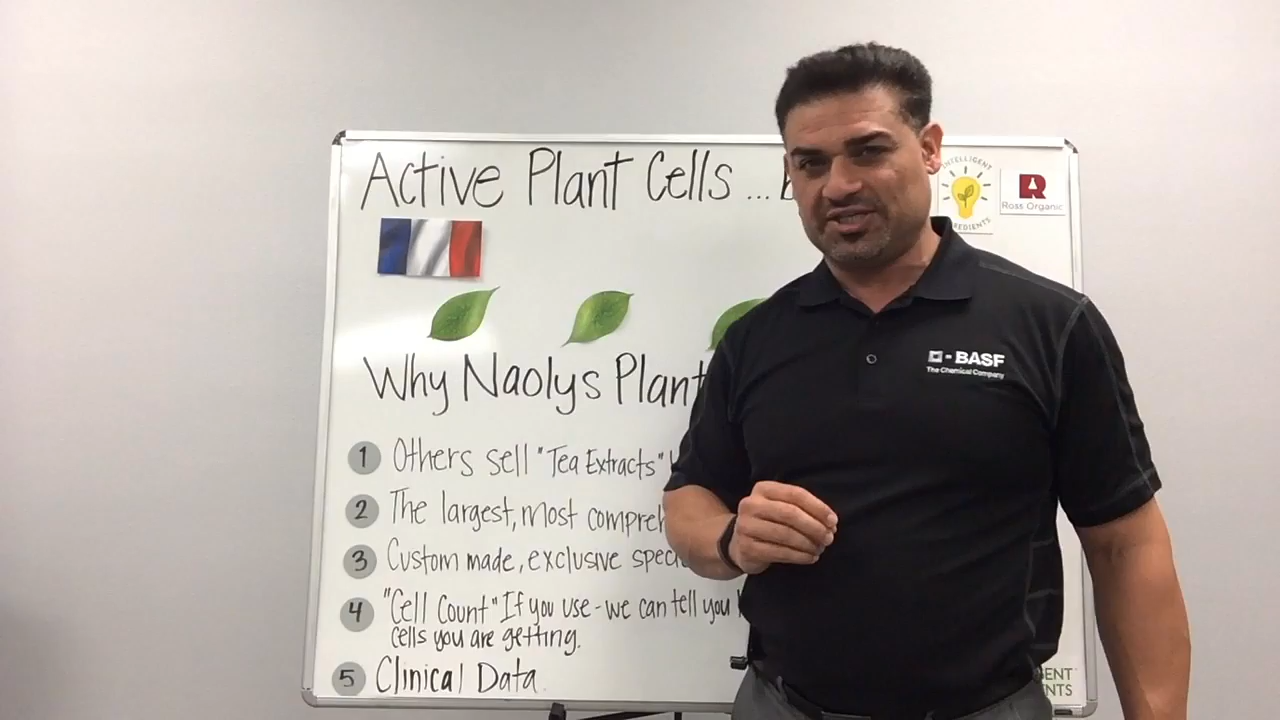 Active Plant Cells ...
INTELLIGENT
INGREDIENTS
R
Ross Organic
Why Naolys Plant
1 Others sell "Tea Extracts"
2 The largest, most
3 Custom made, exclusive
4 "Cell Count" If you use - we can tell you
cells you are getting.
5 Clinical Data
BASF
The Chemical Company